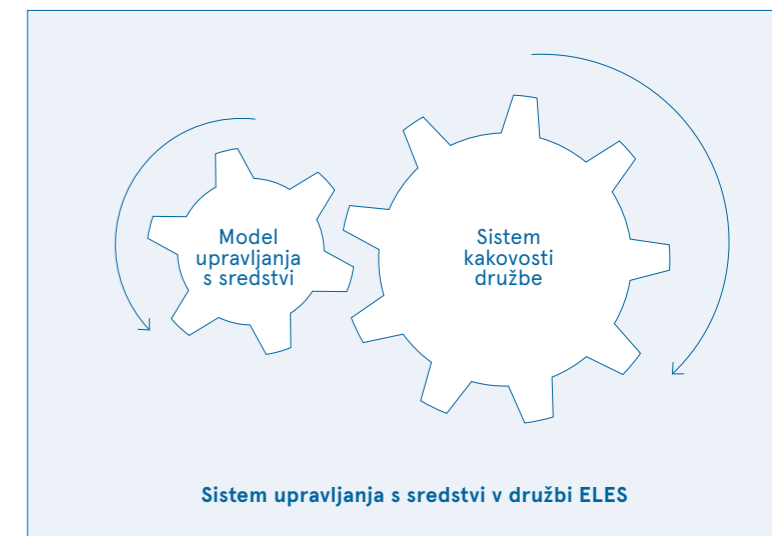 Model
upravljanja
s sredstvi
Sistem
kakovosti
družbe
Sistem upravljanja s sredstvi v družbi ELES